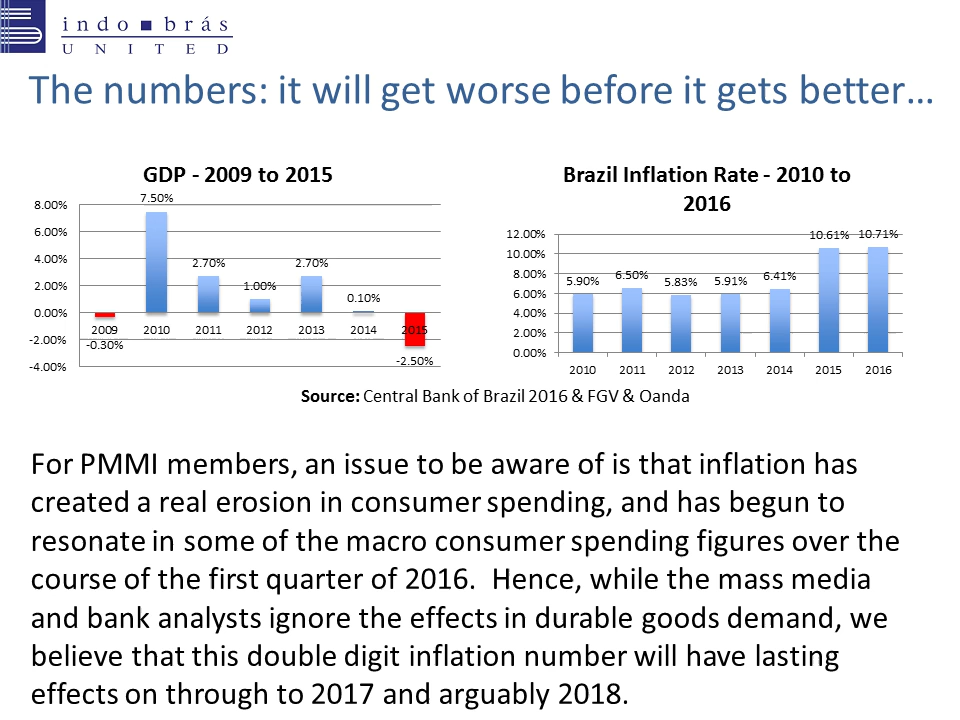 indo brás
UNITED
The numbers: it will get worse before it gets better...
GDP - 2009 to 2015
8.00%
6.00%
4.00%
2.00%
0.00%
-2.00%
-4.00%
-0.30%
7.50%
2.70%
1.00%
2.70%
0.10%
-2.50%
2009 2010 2011 2012 2013 2014 2015
Brazil Inflation Rate - 2010 to
2016
12.00%
10.00%
8.00%
6.00%
4.00%
2.00%
0.00%
5.90% 6.50% 5.83% 5.91% 6.41% 10.61% 10.71%
2010 2011 2012 2013 2014 2015 2016
Source: Central Bank of Brazil 2016 & FGV & Oanda
For PMMI members, an issue to be aware of is that inflation has
created a real erosion in consumer spending, and has begun to
resonate in some of the macro consumer spending figures over the
course of the first quarter of 2016.  Hence, while the mass media
and bank analysts ignore the effects in durable goods demand, we
believe that this double digit inflation number will have lasting
effects on through to 2017 and arguably 2018.